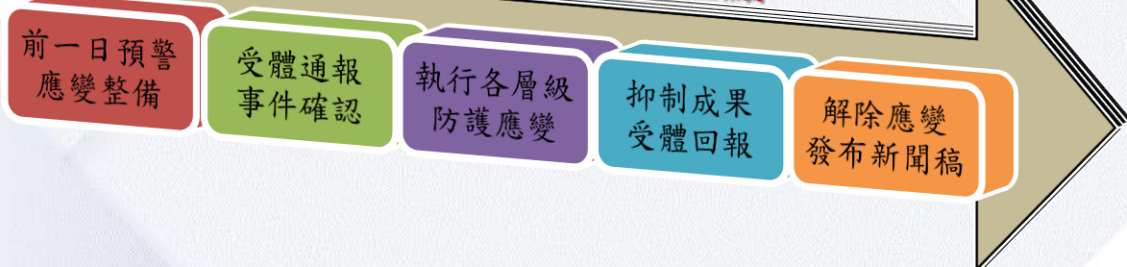 前一日預警
應變整備
受體通報
事件確認
執行各層級
防護應變
抑制成果
受體回報
解除應變
發布新聞稿